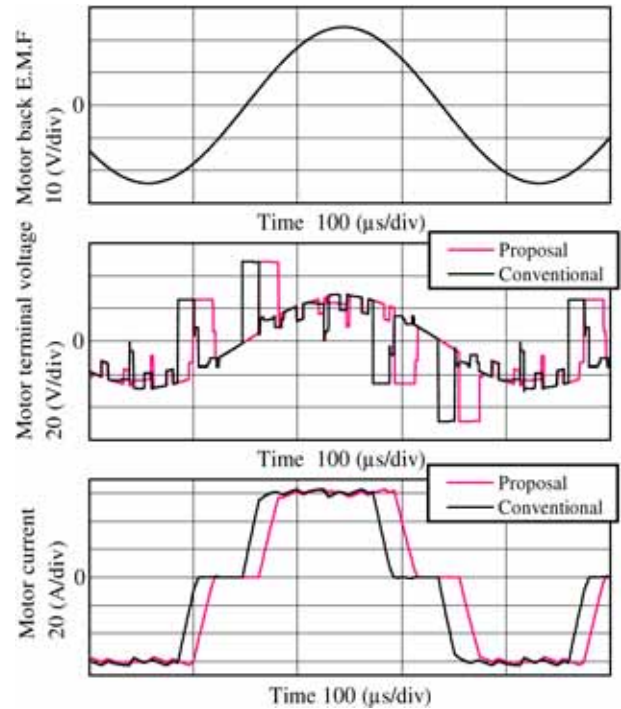 Motor back E.M.F
10 (V/div)
0
Time 100 (µs/div)
Motor terminal voltage
20 (V/div)
0
Proposal
Conventional
Time 100 (µs/div)
Motor current
20 (A/div)
0
Proposal
Conventional
Time 100 (µs/div)